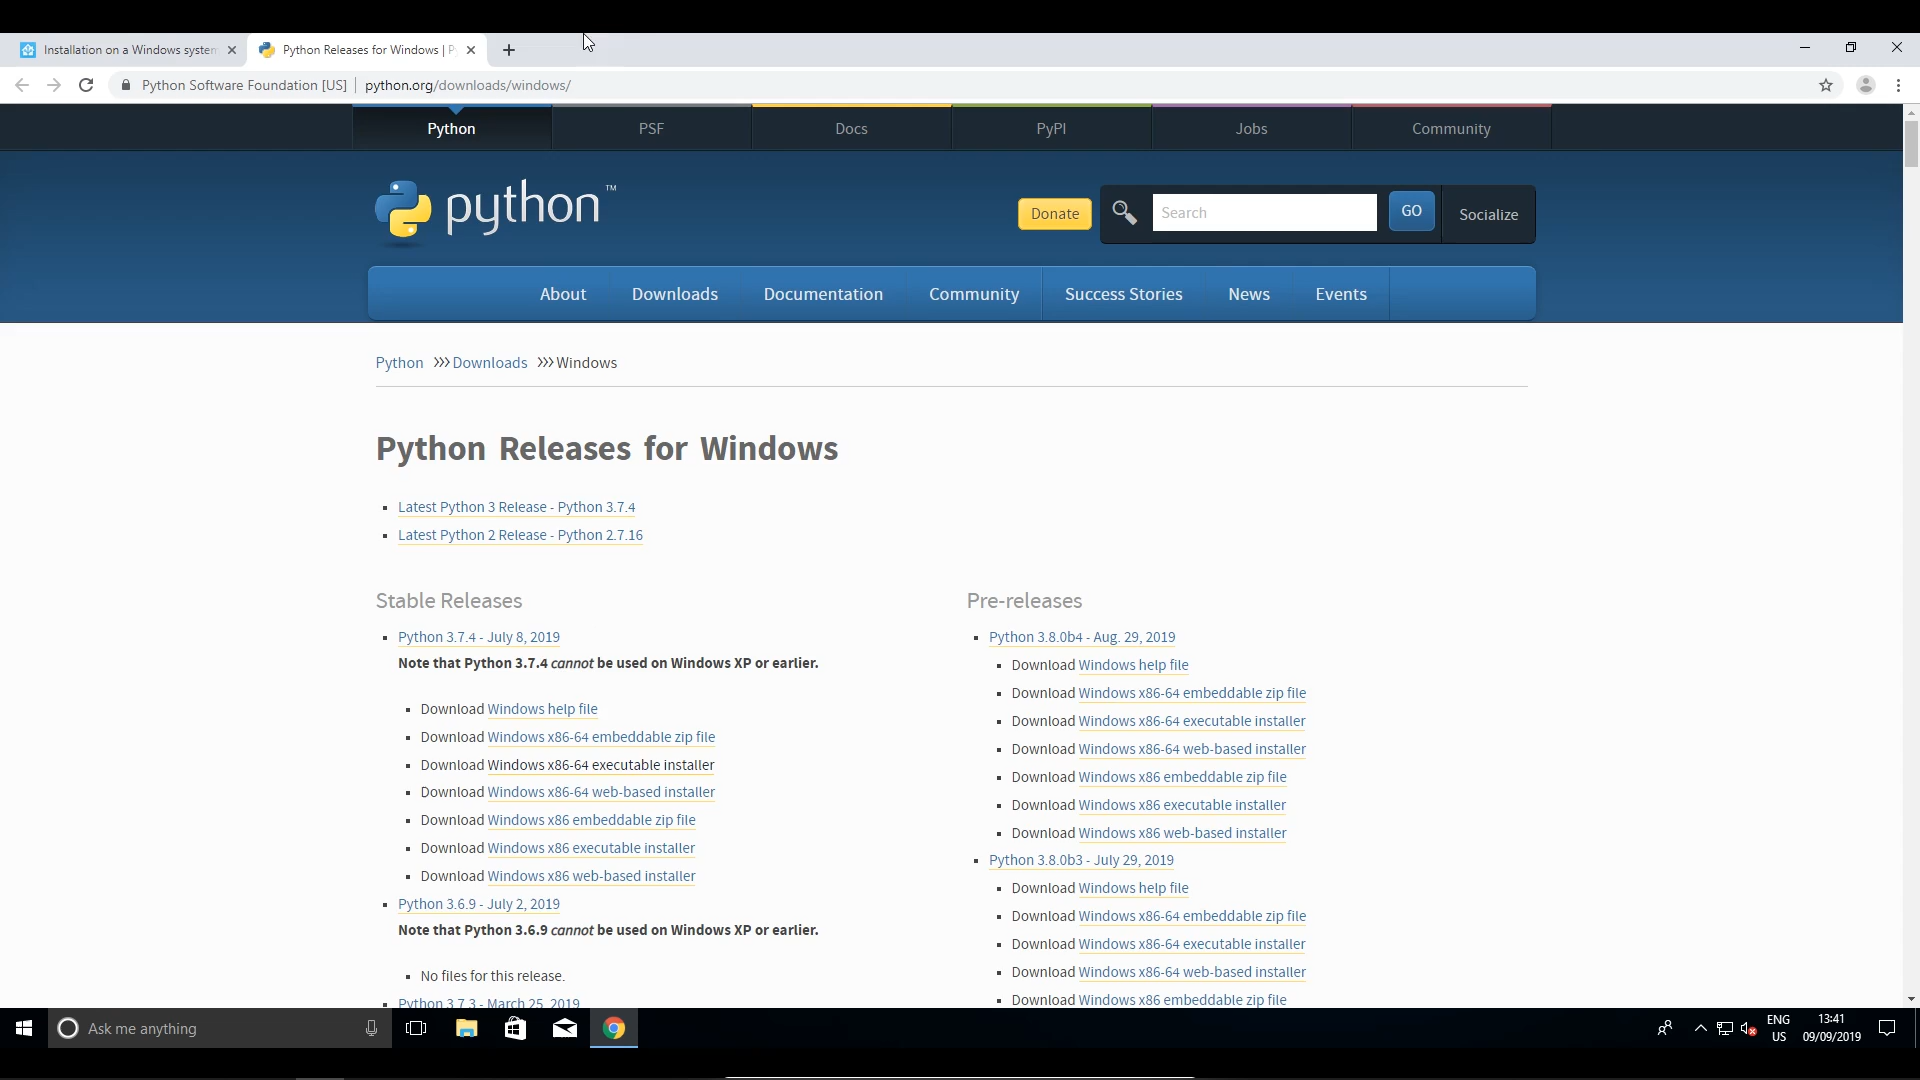 Installation on a Windows system
Python Releases for Windows | P
Python Software Foundation [US] | python.org/downloads/windows/
Python
PSF
Docs
PyPI
Jobs
Community
python™
Donate
Search
GO
Socialize
About
Downloads
Documentation
Community
Success Stories
News
Events
Python >>> Downloads >>> Windows
Python Releases for Windows
Latest Python 3 Release - Python 3.7.4
Latest Python 2 Release - Python 2.7.16
Stable Releases
Python 3.7.4 - July 8, 2019
Note that Python 3.7.4 cannot be used on Windows XP or earlier.
Download Windows help file
Download Windows x86-64 embeddable zip file
Download Windows x86-64 executable installer
Download Windows x86-64 web-based installer
Download Windows x86 embeddable zip file
Download Windows x86 executable installer
Download Windows x86 web-based installer
Python 3.6.9 - July 2, 2019
Note that Python 3.6.9 cannot be used on Windows XP or earlier.
No files for this release.
Python 3.7.3 - March 25, 2019
Pre-releases
Python 3.8.0b4 - Aug. 29, 2019
Download Windows help file
Download Windows x86-64 embeddable zip file
Download Windows x86-64 executable installer
Download Windows x86-64 web-based installer
Download Windows x86 embeddable zip file
Download Windows x86 executable installer
Download Windows x86 web-based installer
Python 3.8.0b3 - July 29, 2019
Download Windows help file
Download Windows x86-64 embeddable zip file
Download Windows x86-64 executable installer
Download Windows x86-64 web-based installer
Download Windows x86 embeddable zip file
Ask me anything
ENG
US
13:41
09/09/2019